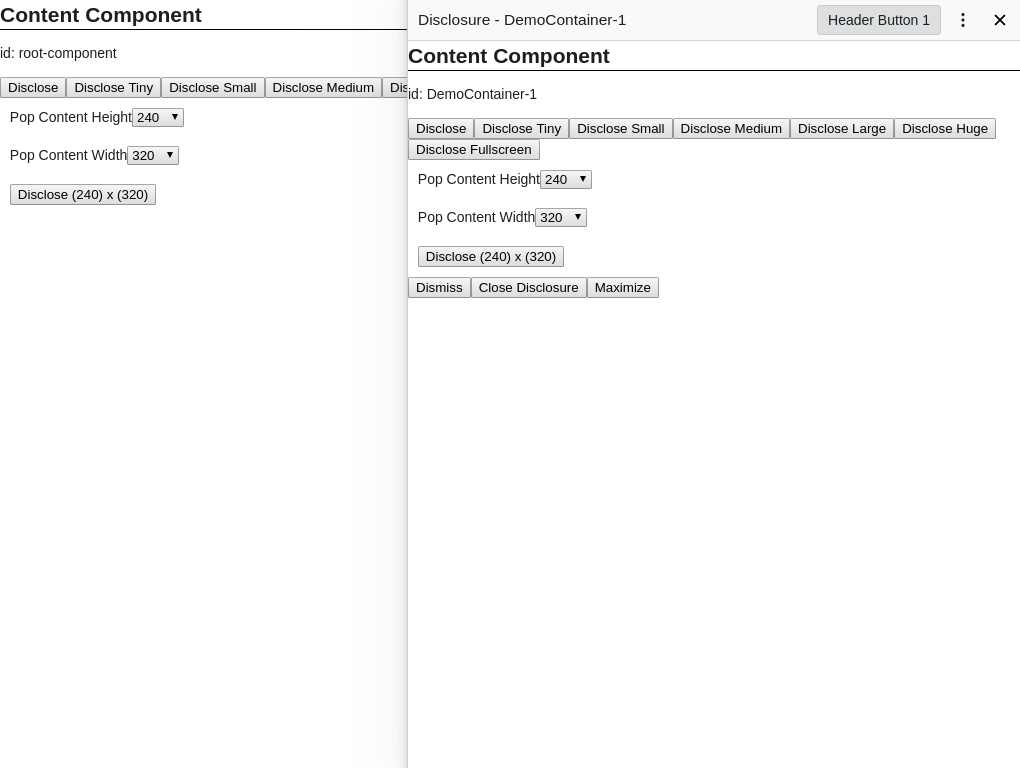 Content Component
id: root-component
Disclose Disclose Tiny Disclose Small Disclose Medium
Pop Content Height 240
Pop Content Width 320
Disclose (240) x (320)
Disclosure - DemoContainer-1 Header Button 1
Content Component
id: DemoContainer-1
Disclose Disclose Tiny Disclose Small Disclose Medium Disclose Large Disclose Huge
Disclose Fullscreen
Pop Content Height 240
Pop Content Width 320
Disclose (240) x (320)
Dismiss Close Disclosure Maximize